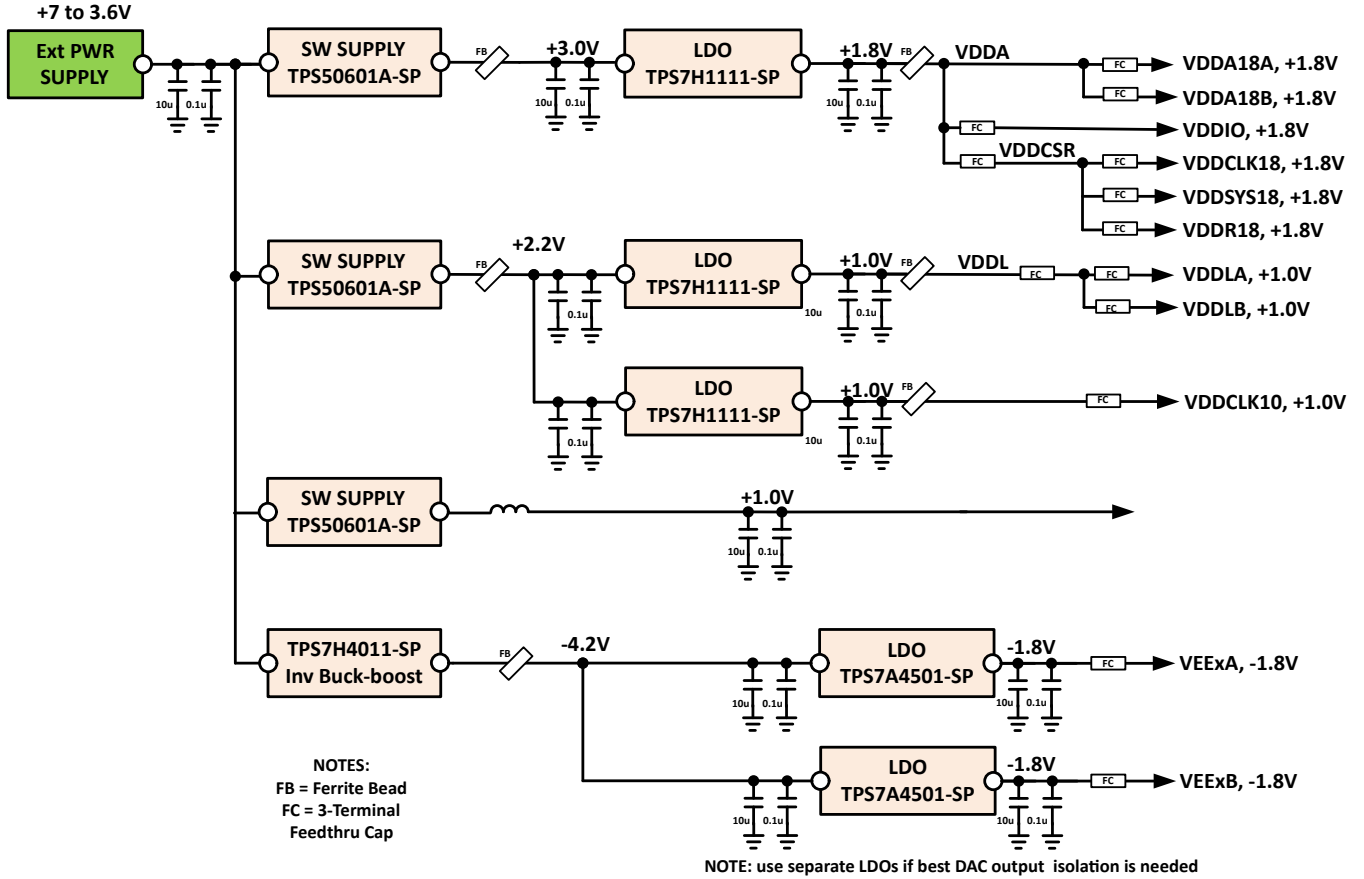 +7 to 3.6V
Ext PWR
SUPPLY
10u
0.1u
SW SUPPLY
TPS50601A-SP
FB
+3.0V
10u
0.1u
LDO
TPS7H1111-SP
+1.8V
10u
0.1u
FB
VDDA
FC
VDDA18A, +1.8V
FC
VDDA18B, +1.8V
FC
VDDIO, +1.8V
FC
VDDCSR
FC
VDDCLK18, +1.8V
FC
VDDSYS18, +1.8V
FC
VDDR18, +1.8V
SW SUPPLY
TPS50601A-SP
FB
+2.2V
0.1u
LDO
TPS7H1111-SP
+1.0V
10u
0.1u
FB
VDDL
FC
FC
VDDLA, +1.0V
FC
VDDLB, +1.0V
0.1u
LDO
TPS7H1111-SP
+1.0V
10u
0.1u
FB
FC
VDDCLK10, +1.0V
SW SUPPLY
TPS50601A-SP
+1.0V
10u
0.1u
TPS7H4011-SP
Inv Buck-boost
FB
-4.2V
10u
0.1u
LDO
TPS7A4501-SP
-1.8V
10u
0.1u
FC
VEExA, -1.8V
10u
0.1u
LDO
TPS7A4501-SP
-1.8V
10u
0.1u
FC
VEExB, -1.8V
NOTES:
FB = Ferrite Bead
FC = 3-Terminal
Feedthru Cap
NOTE: use separate LDOs if best DAC output isolation is needed